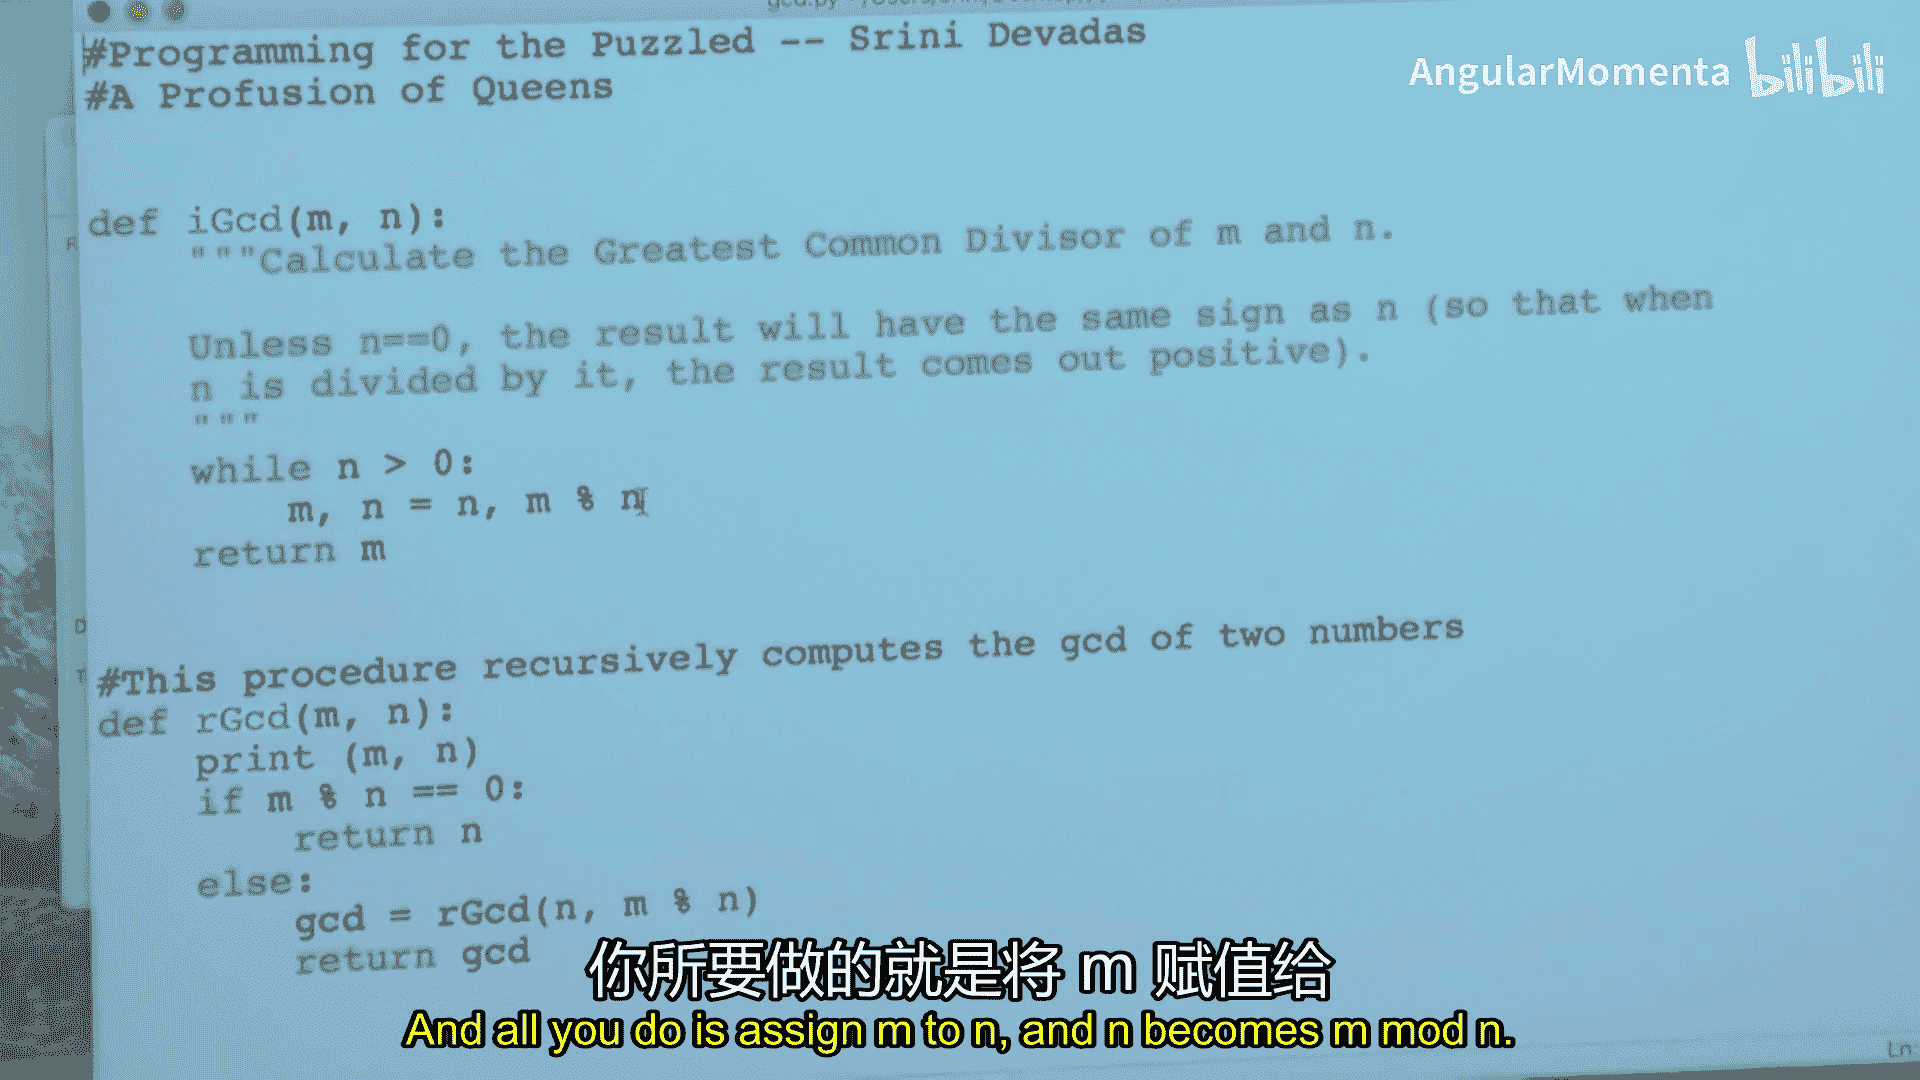 #Programming for the Puzzled -- Srini Devadas
#A Profusion of Queens
AngularMomenta bilibili
def iGcd(m, n):
"""Calculate the Greatest Common Divisor of m and n.
Unless n==0, the result will have the same sign as n (so that when
n is divided by it, the result comes out positive).
"""
while n > 0:
m, n = n, m % n
return m
#This procedure recursively computes the gcd of two numbers
def rGcd(m, n):
print (m, n)
if m % n == 0:
return n
else:
gcd = rGcd(n, m % n)
return gcd
你所要做的就是将 m 赋值给
And all you do is assign m to n, and n becomes m mod n.
Ln